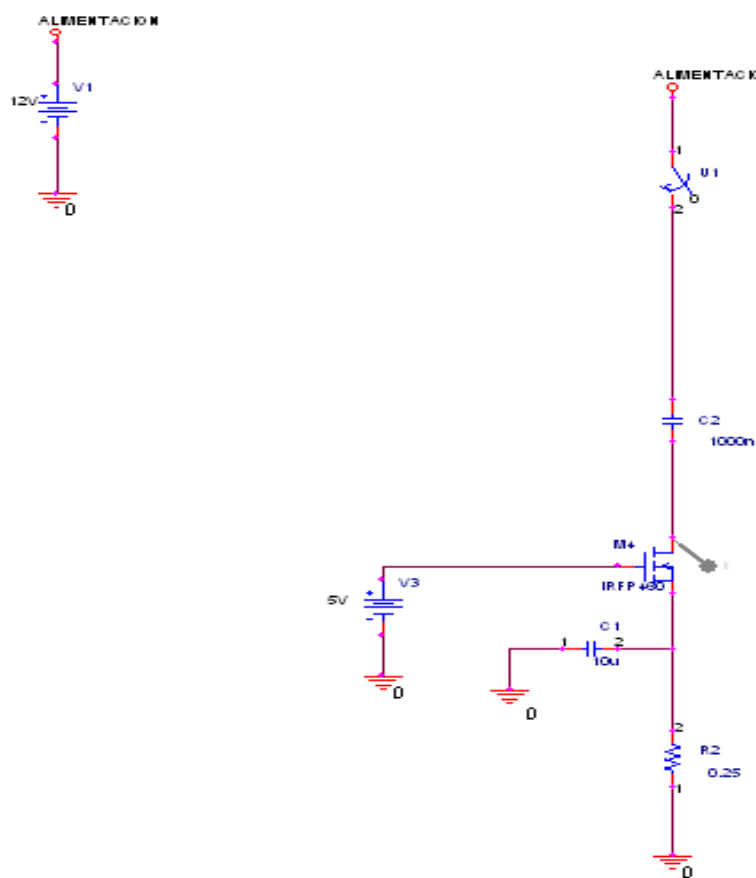 ALIMENTACION
12V
V1
0
ALIMENTACI
1
U1
0
2
C2
1000n
M4
IRFP460
5V
V3
0
C1
1
2
10u
0
2
R2
0.25
1
0